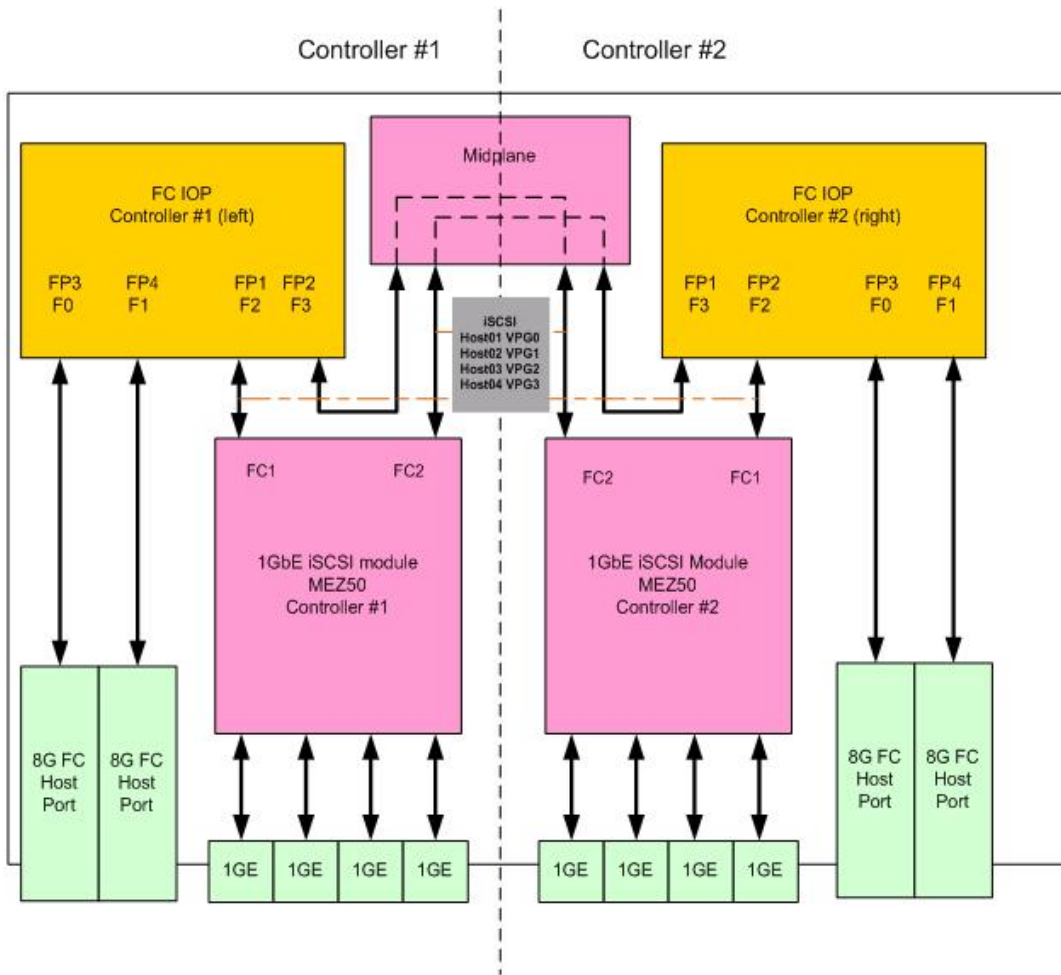 Controller #1
Controller #2
Midplane
FC IOP
Controller #1 (left)
FP3
F0
FP4
F1
FP1
F2
FP2
F3
FC IOP
Controller #2 (right)
FP1
F3
FP2
F2
FP3
F0
FP4
F1
iSCSI
Host01 VPG0
Host02 VPG1
Host03 VPG2
Host04 VPG3
FC1
FC2
1GbE iSCSI module
MEZ50
Controller #1
FC2
FC1
1GbE iSCSI Module
MEZ50
Controller #2
8G FC
Host
Port
8G FC
Host
Port
1GE
1GE
1GE
1GE
1GE
1GE
1GE
1GE
8G FC
Host
Port
8G FC
Host
Port